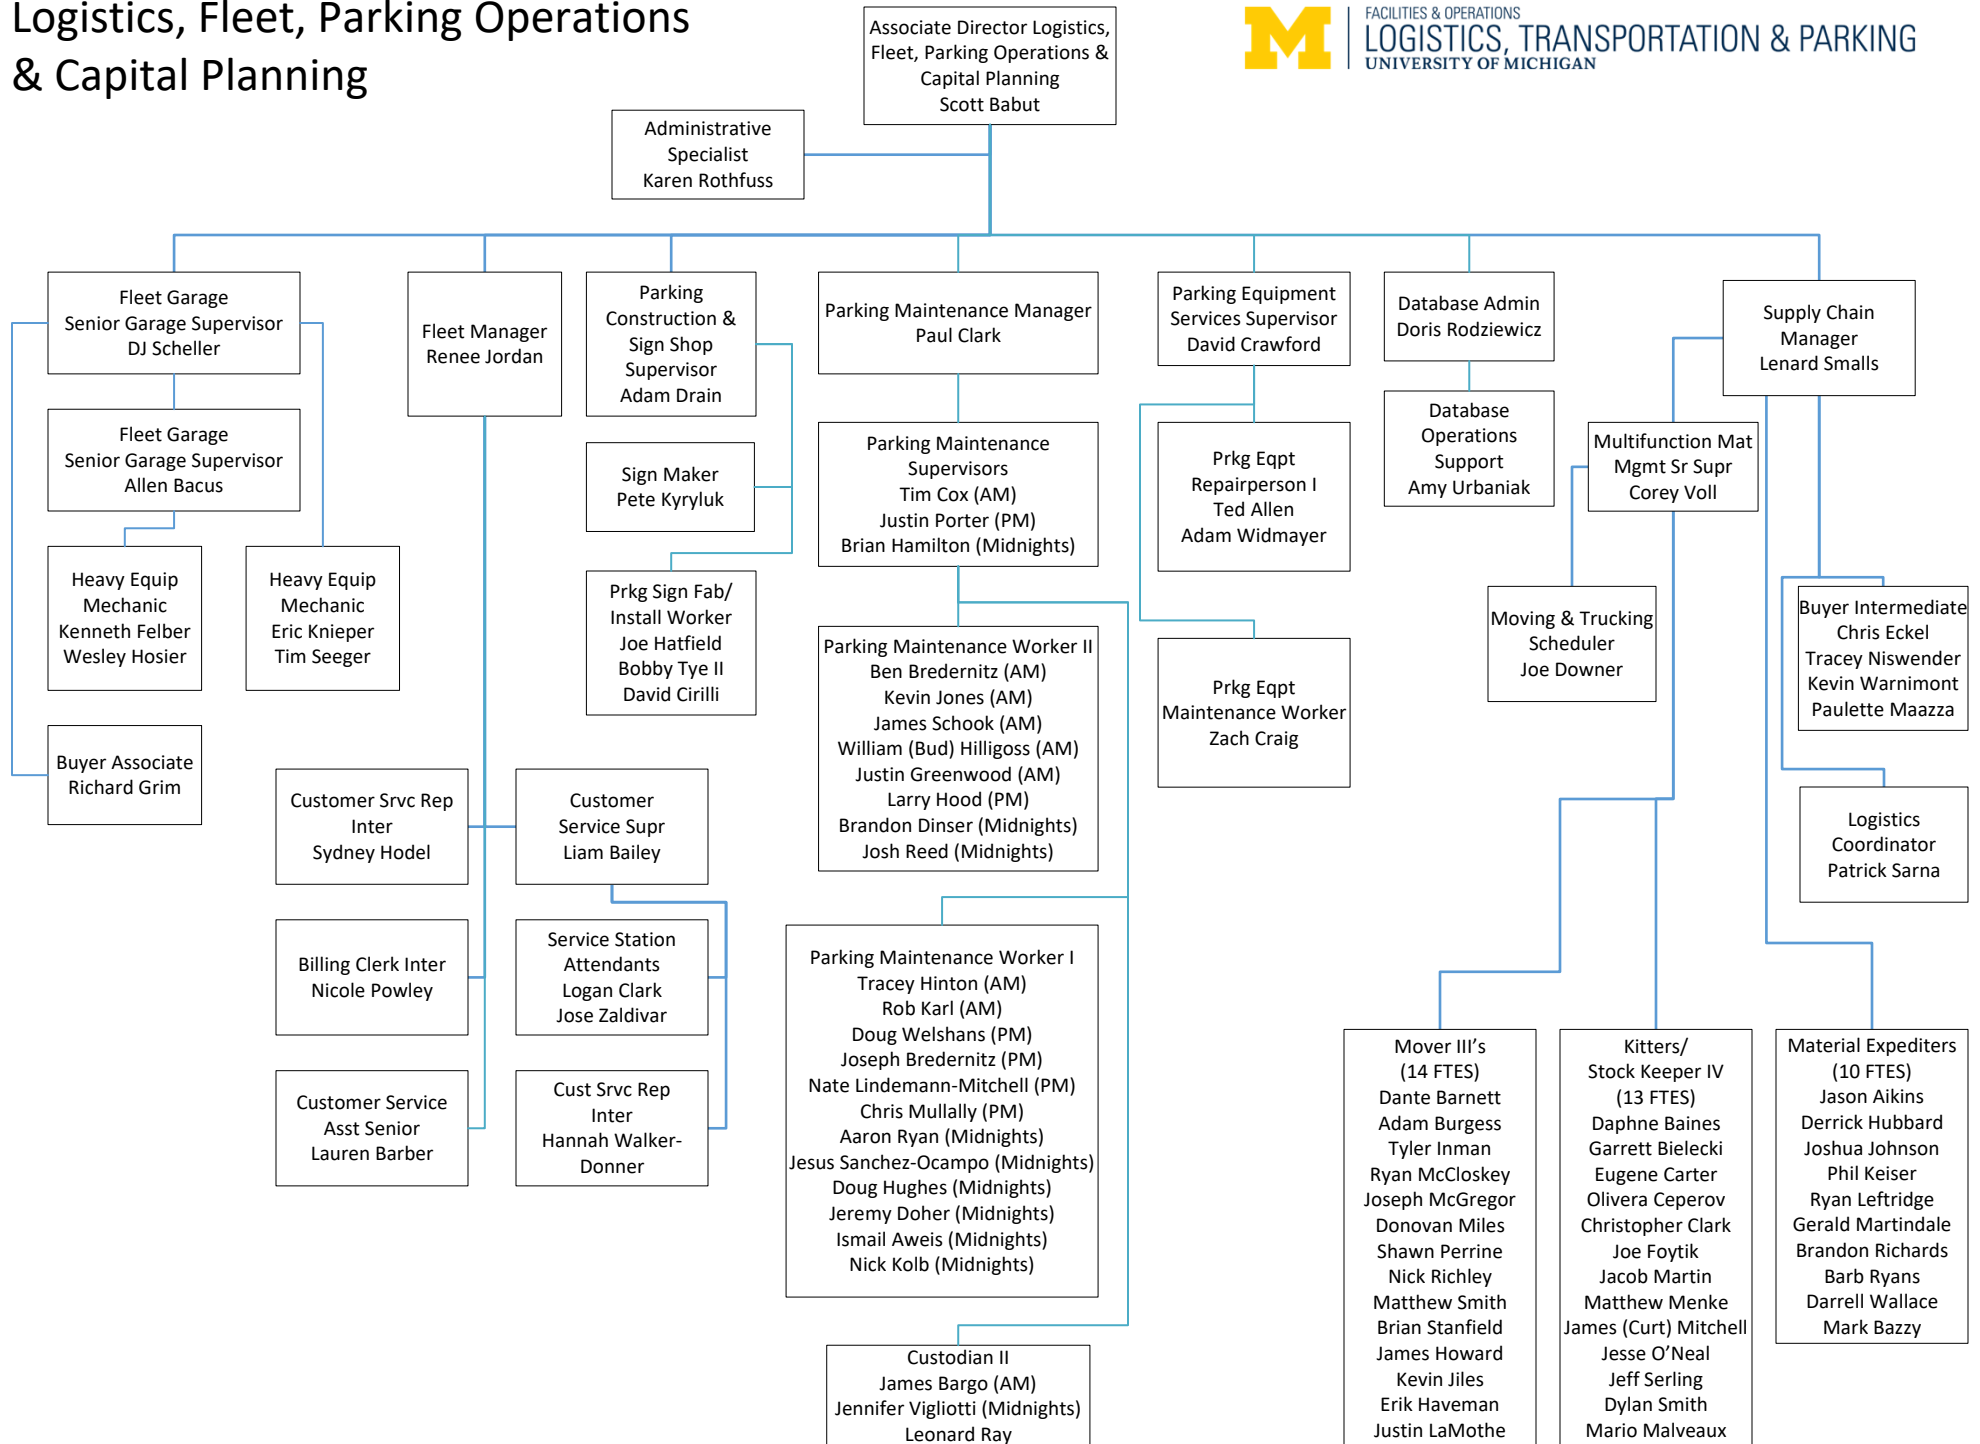 Logistics, Fleet, Parking Operations
& Capital Planning
Associate Director Logistics,
Fleet, Parking Operations &
Capital Planning
Scott Babut
M
FACILITIES & OPERATIONS
LOGISTICS, TRANSPORTATION & PARKING
UNIVERSITY OF MICHIGAN
Administrative
Specialist
Karen Rothfuss
Fleet Garage
Senior Garage Supervisor
DJ Scheller
Fleet Garage
Senior Garage Supervisor
Allen Bacus
Heavy Equip
Mechanic
Kenneth Felber
Wesley Hosier
Heavy Equip
Mechanic
Eric Knieper
Tim Seeger
Buyer Associate
Richard Grim
Fleet Manager
Renee Jordan
Customer Srvc Rep
Inter
Sydney Hodel
Customer
Service Supr
Liam Bailey
Billing Clerk Inter
Nicole Powley
Service Station
Attendants
Logan Clark
Jose Zaldivar
Customer Service
Asst Senior
Lauren Barber
Cust Srvc Rep
Inter
Hannah Walker-
Donner
Parking
Construction &
Sign Shop
Supervisor
Adam Drain
Sign Maker
Pete Kyryluk
Prkg Sign Fab/
Install Worker
Joe Hatfield
Bobby Tye II
David Cirilli
Parking Maintenance Manager
Paul Clark
Parking Maintenance
Supervisors
Tim Cox (AM)
Justin Porter (PM)
Brian Hamilton (Midnights)
Parking Maintenance Worker II
Ben Bredernitz (AM)
Kevin Jones (AM)
James Schook (AM)
William (Bud) Hilligoss (AM)
Justin Greenwood (AM)
Larry Hood (PM)
Brandon Dinser (Midnights)
Josh Reed (Midnights)
Parking Maintenance Worker I
Tracey Hinton (AM)
Rob Karl (AM)
Doug Welshans (PM)
Joseph Bredernitz (PM)
Nate Lindemann-Mitchell (PM)
Chris Mullally (PM)
Aaron Ryan (Midnights)
Jesus Sanchez-Ocampo (Midnights)
Doug Hughes (Midnights)
Jeremy Doher (Midnights)
Ismail Aweis (Midnights)
Nick Kolb (Midnights)
Custodian II
James Bargo (AM)
Jennifer Vigliotti (Midnights)
Leonard Ray
Parking Equipment
Services Supervisor
David Crawford
Prkg Eqpt
Repairperson I
Ted Allen
Adam Widmayer
Prkg Eqpt
Maintenance Worker
Zach Craig
Database Admin
Doris Rodziewicz
Database
Operations
Support
Amy Urbaniak
Supply Chain
Manager
Lenard Smalls
Multifunction Mat
Mgmt Sr Supr
Corey Voll
Moving & Trucking
Scheduler
Joe Downer
Buyer Intermediate
Chris Eckel
Tracey Niswender
Kevin Warnimont
Paulette Maazza
Logistics
Coordinator
Patrick Sarna
Mover III's
(14 FTES)
Dante Barnett
Adam Burgess
Tyler Inman
Ryan McCloskey
Joseph McGregor
Donovan Miles
Shawn Perrine
Nick Richley
Matthew Smith
Brian Stanfield
James Howard
Kevin Jiles
Erik Haveman
Justin LaMothe
Kitters/
Stock Keeper IV
(13 FTES)
Daphne Baines
Garrett Bielecki
Eugene Carter
Olivera Ceperov
Christopher Clark
Joe Foytik
Jacob Martin
Matthew Menke
James (Curt) Mitchell
Jesse O'Neal
Jeff Serling
Dylan Smith
Mario Malveaux
Material Expediters
(10 FTES)
Jason Aikins
Derrick Hubbard
Joshua Johnson
Phil Keiser
Ryan Leftridge
Gerald Martindale
Brandon Richards
Barb Ryans
Darrell Wallace
Mark Bazzy